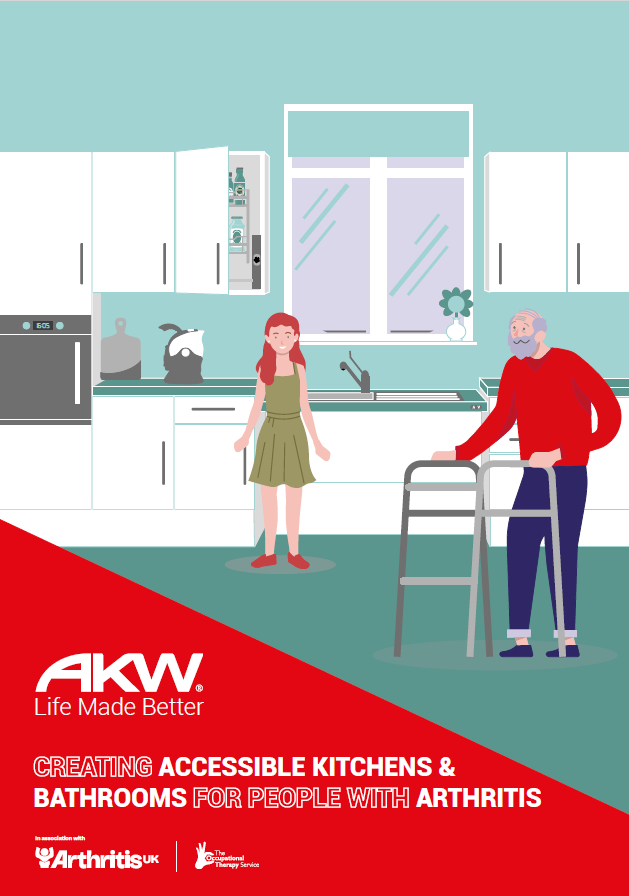 16:05
AKW®
Life Made Better
CREATING ACCESSIBLE KITCHENS &
BATHROOMS FOR PEOPLE WITH ARTHRITIS
In association with
Arthritis UK
The
Occupational
Therapy Service